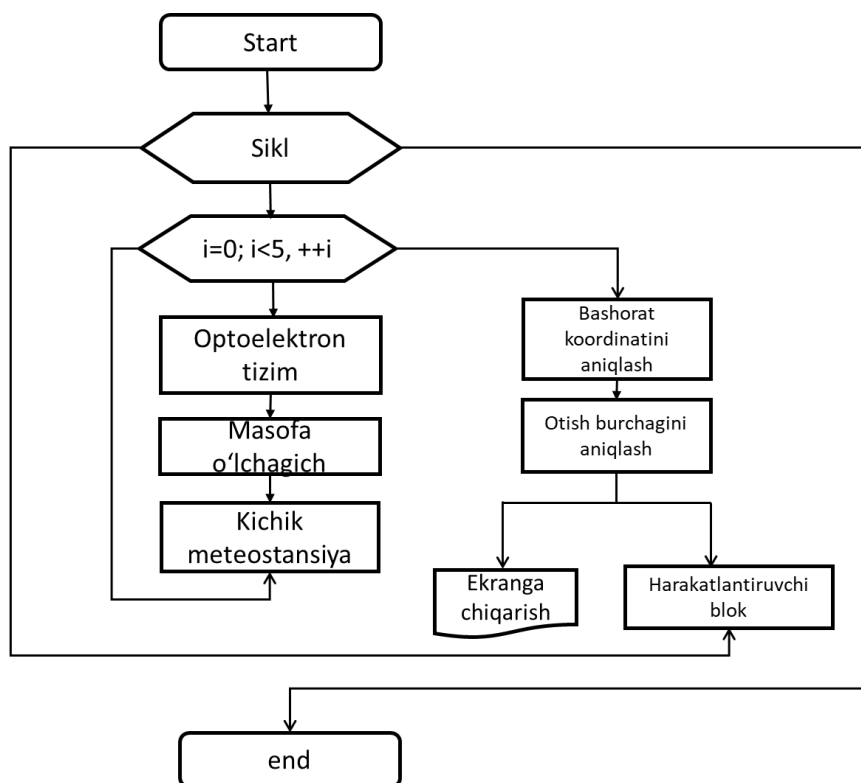 Start
Sikl
i=0; i<5, ++i
Optoelektron
tizim
Masofa
o‘lchagich
Kichik
meteostansiya
Bashorat
koordinatini
aniqlash
Otish burchagini
aniqlash
Ekranga
chiqarish
Harakatlantiruvchi
blok
end